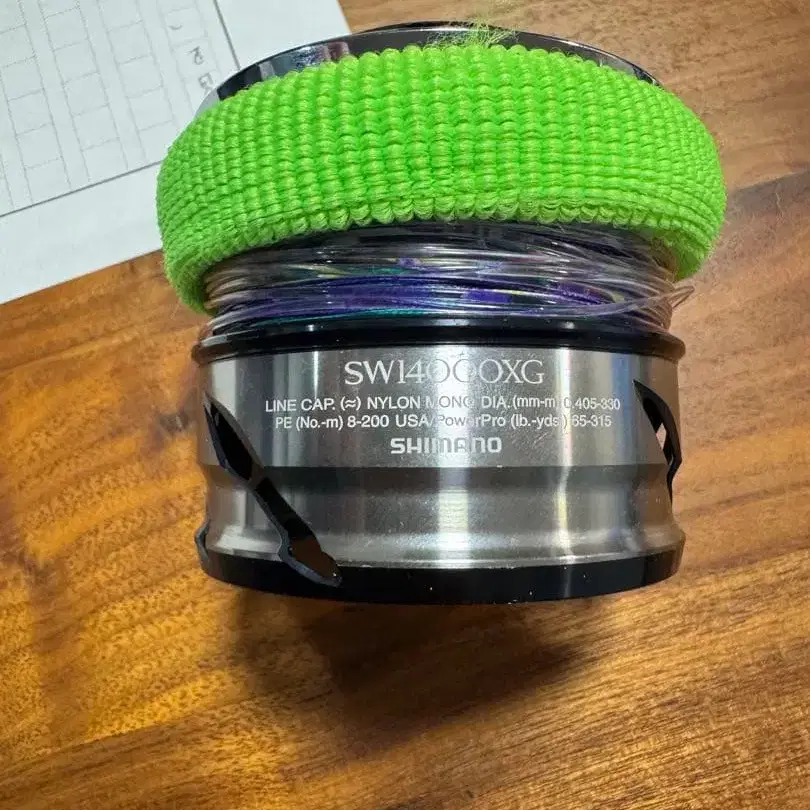 SW14000XG
LINE CAP. (≈) NYLON MONO DIA.(mm-m) 0.405-330
PE (No.-m) 8-200 USA/PowerPro (lb.-yds) 65-315
SHIMANO